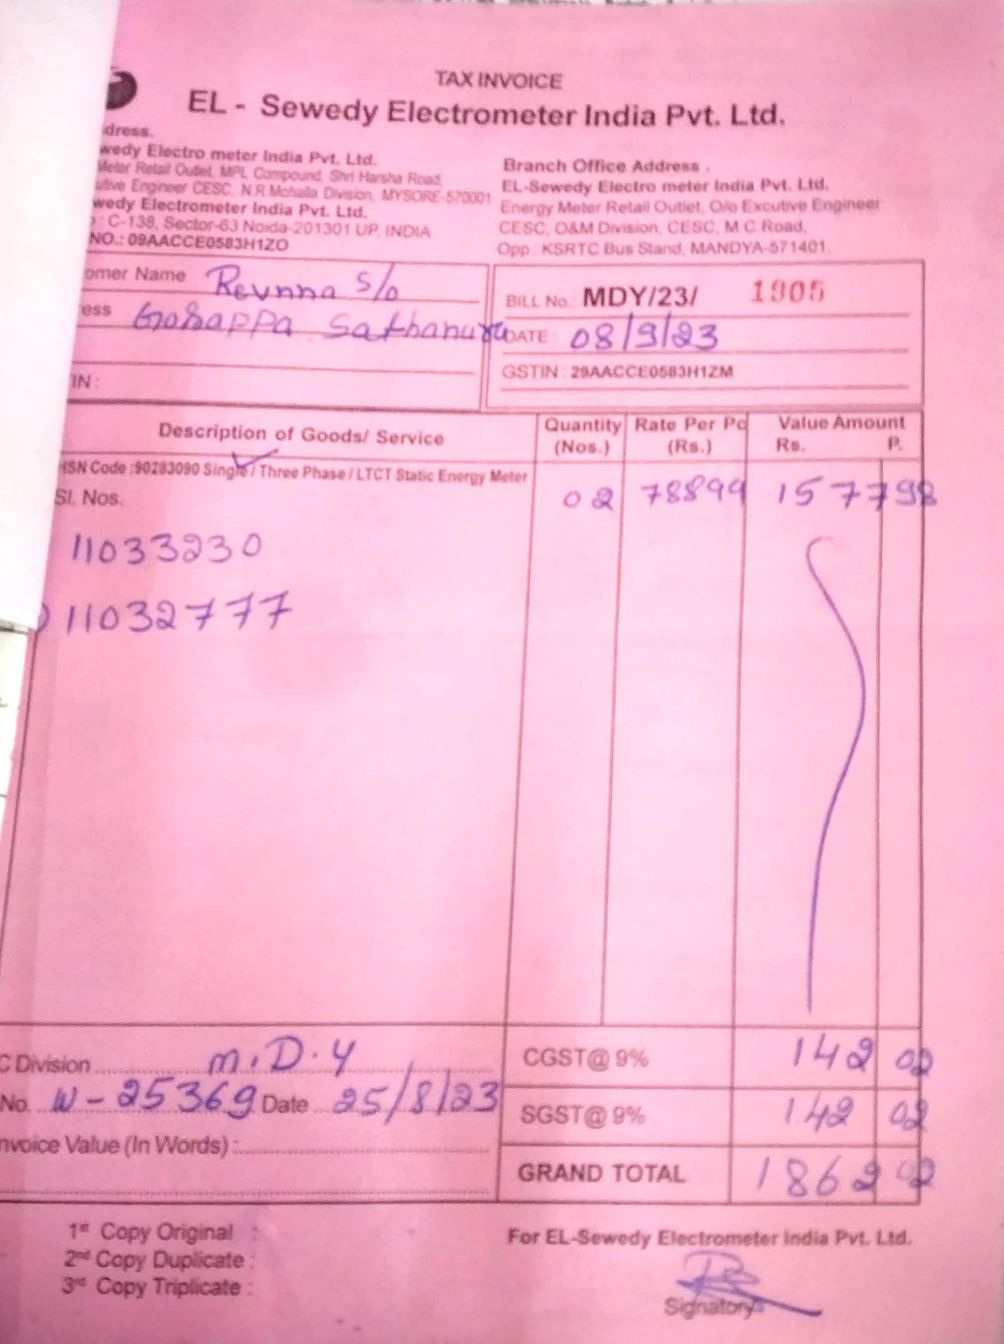 TAX INVOICE
EL - Sewedy Electrometer India Pvt. Ltd.
dress.
wedy Electro meter India Pvt. Ltd.
Meter Retail Outlet, MPL Compound, Shri Harsha Road,
utive Engineer CESC, N.R Mohalla Division, MYSORE-570001
wedy Electrometer India Pvt. Ltd.
: C-138, Sector-63 Noida-201301 UP, INDIA
NO.: 09AACCE0583H1ZO
Branch Office Address .
EL-Sewedy Electro meter India Pvt. Ltd.
Energy Meter Retail Outlet, O/o Excutive Engineer
CESC, O&M Division, CESC, M C Road,
Opp : KSRTC Bus Stand, MANDYA-571401.
omer Name Revnna S/o
ess Sathanura
IN :
BILL No. MDY/23/ 1905
DATE : 08/9/23
GSTIN : 29AACCE0583H1ZM
Description of Goods/ Service Quantity (Nos.) Rate Per Pc (Rs.) Value Amount Rs. P.
HSN Code :90283090 Single / Three Phase / LTCT Static Energy Meter
Sl. Nos. 02 78899 1577 98
11033230
) 11032777
C Division M.D.Y
No. W-25369 Date 25/8/23
nvoice Value (In Words) :
CGST@ 9% 142 02
SGST@ 9% 142 02
GRAND TOTAL 1862 02
1st Copy Original :
2nd Copy Duplicate :
3rd Copy Triplicate :
For EL-Sewedy Electrometer India Pvt. Ltd.
Signatory